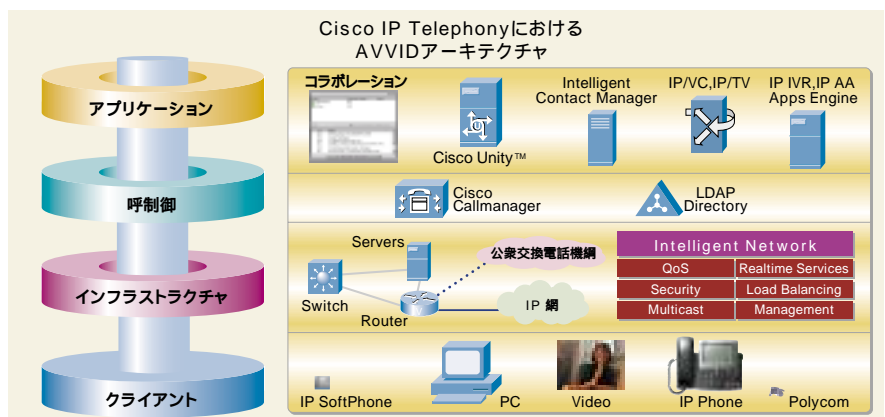 Cisco IP Telephonyにおける
AVVIDアーキテクチャ
アプリケーション
コラボレーション
Cisco Unity™
Intelligent
Contact Manager
IP/VC,IP/TV
IP IVR,IP AA
Apps Engine
呼制御
Cisco
Callmanager
LDAP
Directory
インフラストラクチャ
Servers
Switch
Router
公衆交換電話機網
IP 網
Intelligent Network
QoS
Realtime Services
Security
Load Balancing
Multicast
Management
クライアント
IP SoftPhone
PC
Video
IP Phone
Polycom